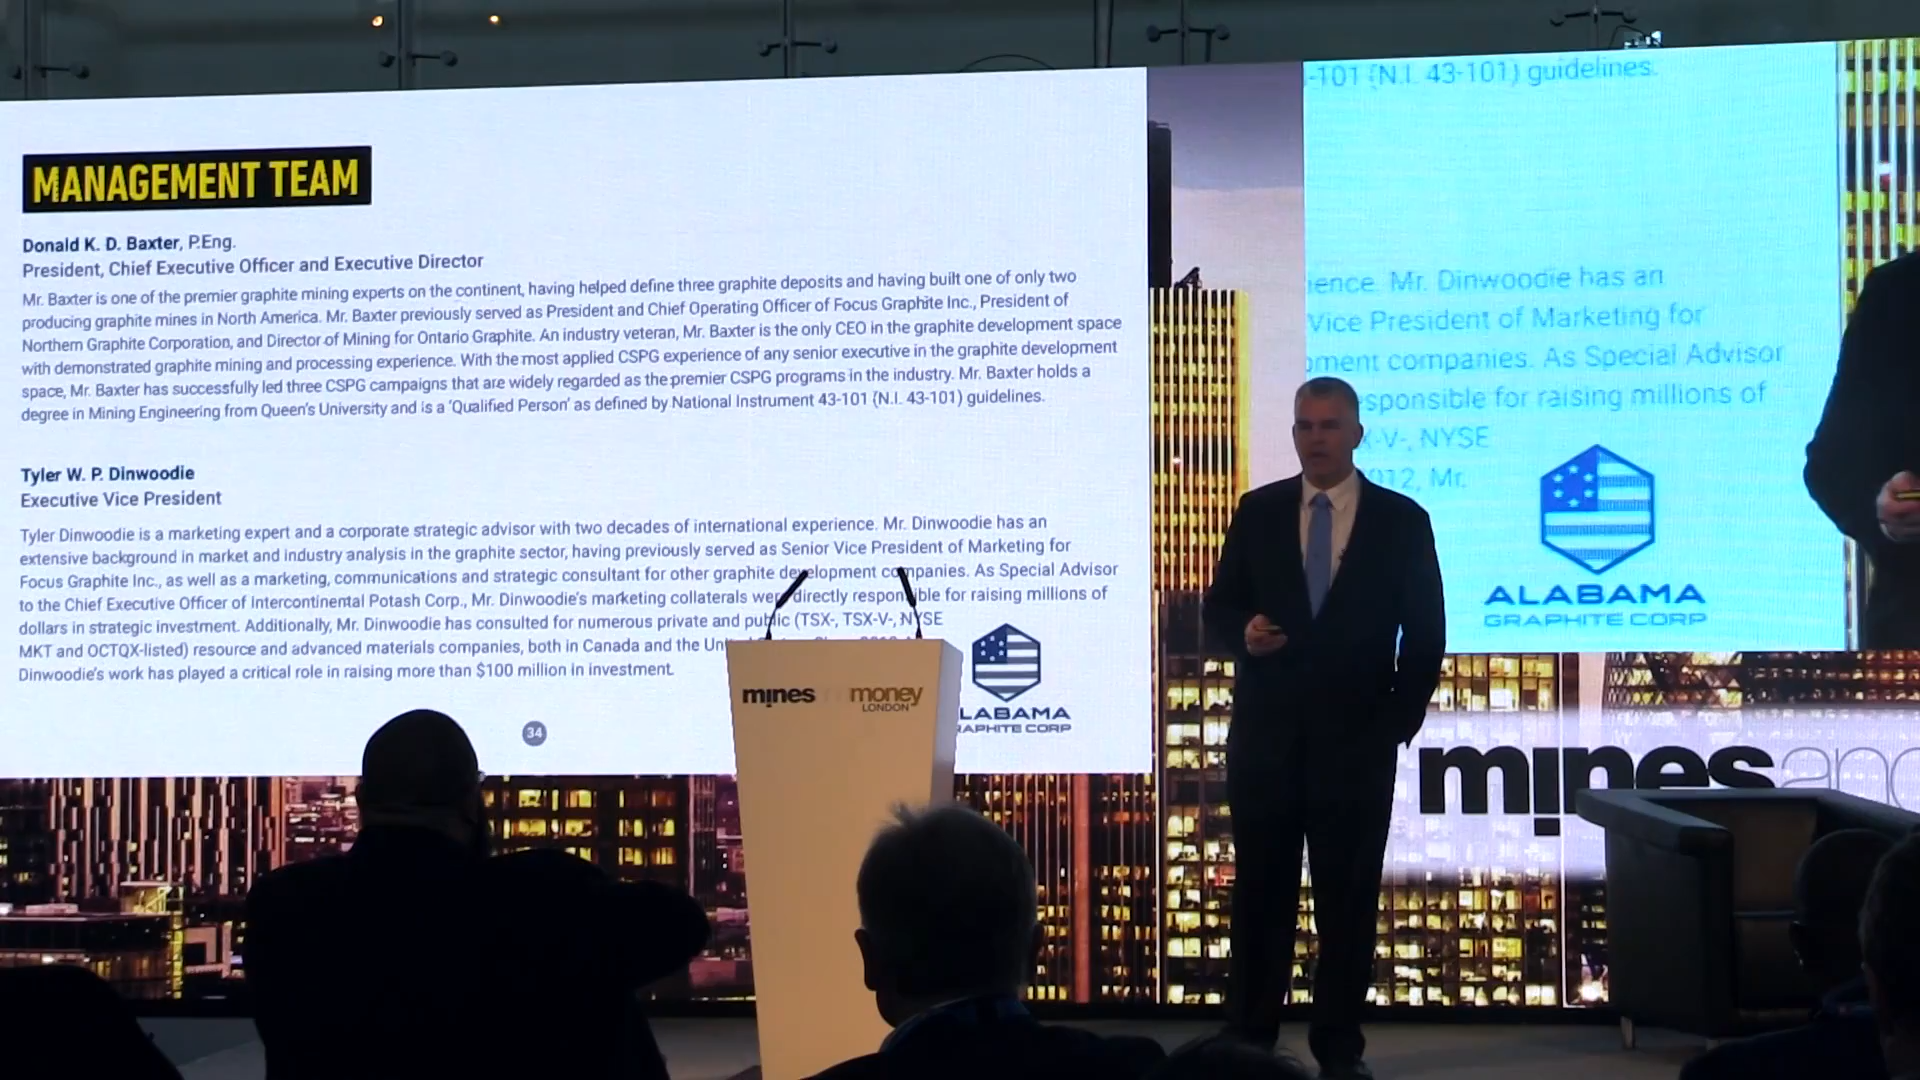 MANAGEMENT TEAM
Donald K. D. Baxter, P.Eng.
President, Chief Executive Officer and Executive Director
Mr. Baxter is one of the premier graphite mining experts on the continent, having helped define three graphite deposits and having built one of only two
producing graphite mines in North America. Mr. Baxter previously served as President and Chief Operating Officer of Focus Graphite Inc., President of
Northern Graphite Corporation, and Director of Mining for Ontario Graphite. An industry veteran, Mr. Baxter is the only CEO in the graphite development space
with demonstrated graphite mining and processing experience. With the most applied CSPG experience of any senior executive in the graphite development
space, Mr. Baxter has successfully led three CSPG campaigns that are widely regarded as the premier CSPG programs in the industry. Mr. Baxter holds a
degree in Mining Engineering from Queen's University and is a 'Qualified Person' as defined by National Instrument 43-101 (N.I. 43-101) guidelines.
Tyler W. P. Dinwoodie
Executive Vice President
Tyler Dinwoodie is a marketing expert and a corporate strategic advisor with two decades of international experience. Mr. Dinwoodie has an
extensive background in market and industry analysis in the graphite sector, having previously served as Senior Vice President of Marketing for
Focus Graphite Inc., as well as a marketing, communications and strategic consultant for other graphite development companies. As Special Advisor
to the Chief Executive Officer of Intercontinental Potash Corp., Mr. Dinwoodie's marketing collaterals were directly responsible for raising millions of
dollars in strategic investment. Additionally, Mr. Dinwoodie has consulted for numerous private and public (TSX-, TSX-V-, NYSE
MKT and OCTQX-listed) resource and advanced materials companies, both in Canada and the
Dinwoodie's work has played a critical role in raising more than $100 million in investment.
34
LABAMA
APHITE CORP
mines money
LONDON
-101 (N.I. 43-101) guidelines.
ience. Mr. Dinwoodie has an
Vice President of Marketing for
pment companies. As Special Advisor
sponsible for raising millions of
X-V-, NYSE
012, Mr.
ALABAMA
GRAPHITE CORP
minesand